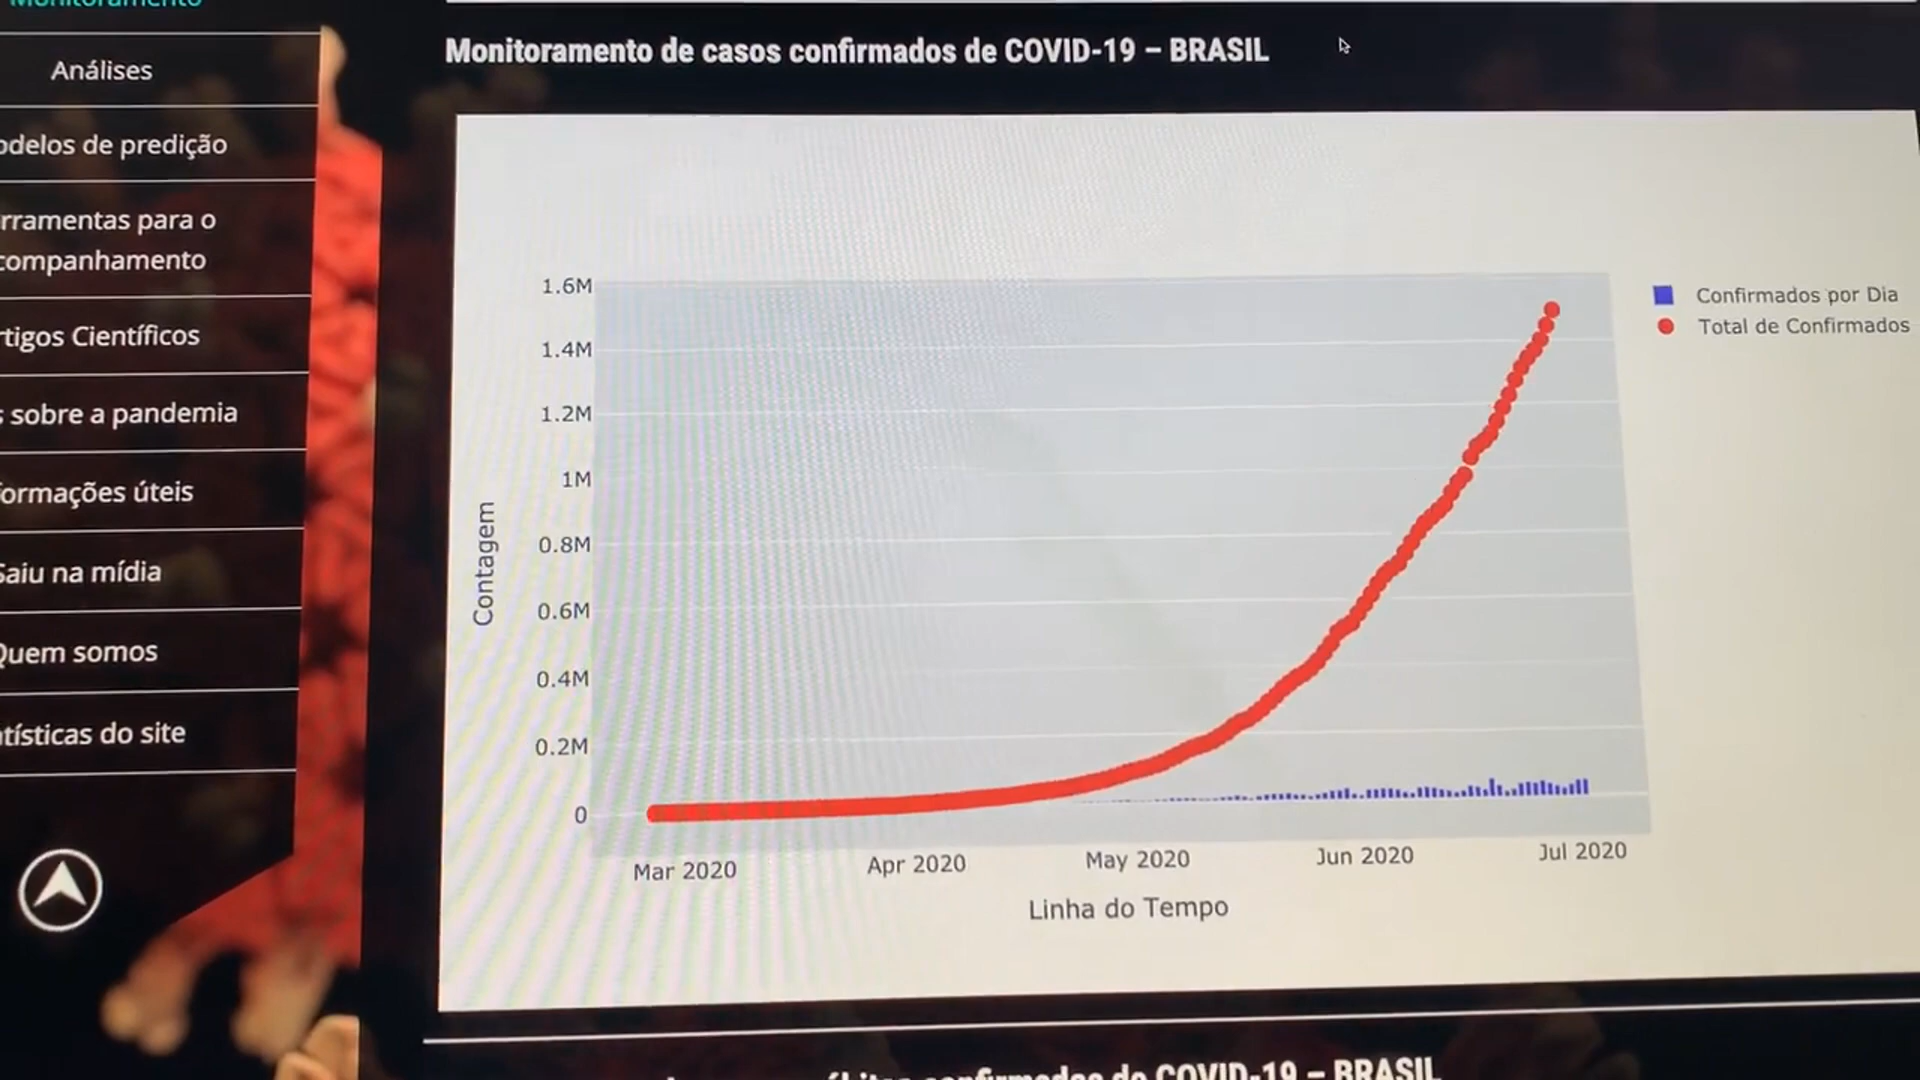 Monitoramento
Análises
odelos de predição
rramentas para o
companhamento
rtigos Científicos
s sobre a pandemia
formações úteis
Saiu na mídia
Quem somos
tísticas do site
Monitoramento de casos confirmados de COVID-19 – BRASIL
1.6M
1.4M
1.2M
1M
0.8M
0.6M
0.4M
0.2M
0
Contagem
Mar 2020
Apr 2020
May 2020
Jun 2020
Jul 2020
Linha do Tempo
Confirmados por Dia
Total de Confirmados
confirmados de COVID-19 – BRASIL